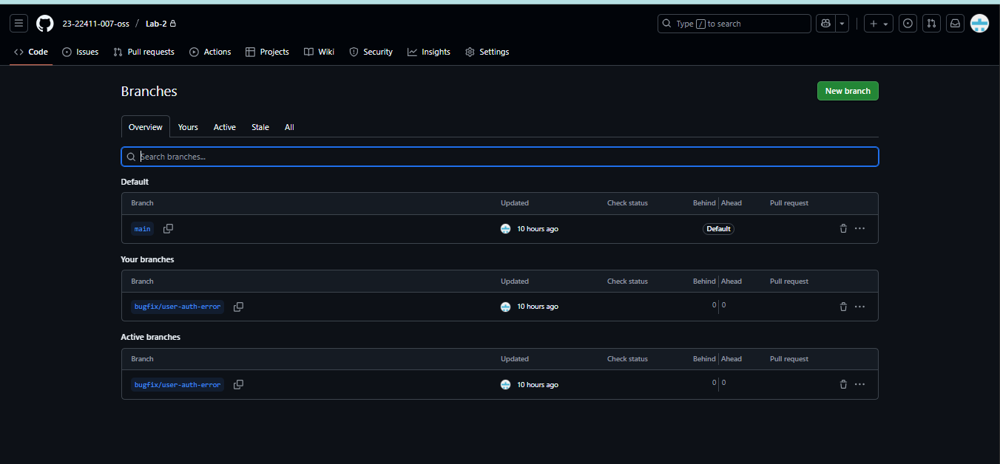 23-22411-007-oss / Lab-2
Type / to search
Code Issues Pull requests Actions Projects Wiki Security Insights Settings
Branches
New branch
Overview Yours Active Stale All
Search branches...
Default
Branch Updated Check status Behind Ahead Pull request
main 10 hours ago Default
Your branches
Branch Updated Check status Behind Ahead Pull request
bugfix/user-auth-error 10 hours ago 0 0
Active branches
Branch Updated Check status Behind Ahead Pull request
bugfix/user-auth-error 10 hours ago 0 0